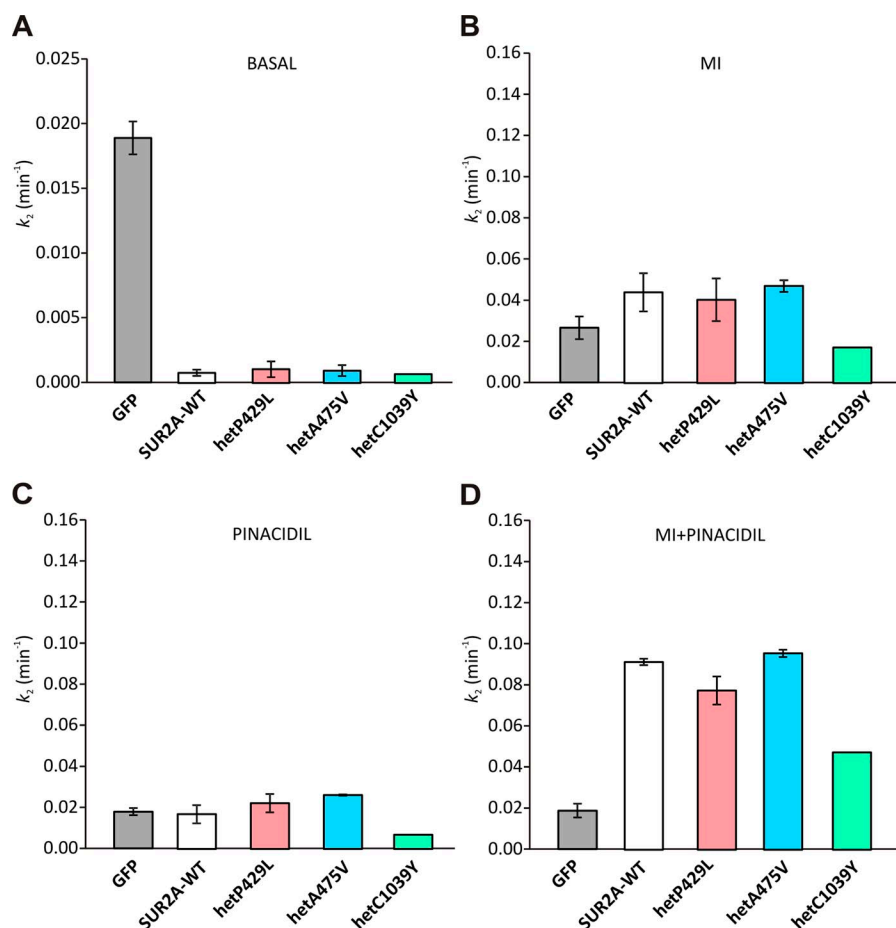 A
BASAL
k₂ (min⁻¹)
0.025
0.020
0.015
0.010
0.005
0.000
GFP
SUR2A-WT
hetP429L
hetA475V
hetC1039Y
B
MI
k₂ (min⁻¹)
0.16
0.14
0.12
0.10
0.08
0.06
0.04
0.02
0.00
GFP
SUR2A-WT
hetP429L
hetA475V
hetC1039Y
C
PINACIDIL
k₂ (min⁻¹)
0.16
0.14
0.12
0.10
0.08
0.06
0.04
0.02
0.00
GFP
SUR2A-WT
hetP429L
hetA475V
hetC1039Y
D
MI+PINACIDIL
k₂ (min⁻¹)
0.16
0.14
0.12
0.10
0.08
0.06
0.04
0.02
0.00
GFP
SUR2A-WT
hetP429L
hetA475V
hetC1039Y